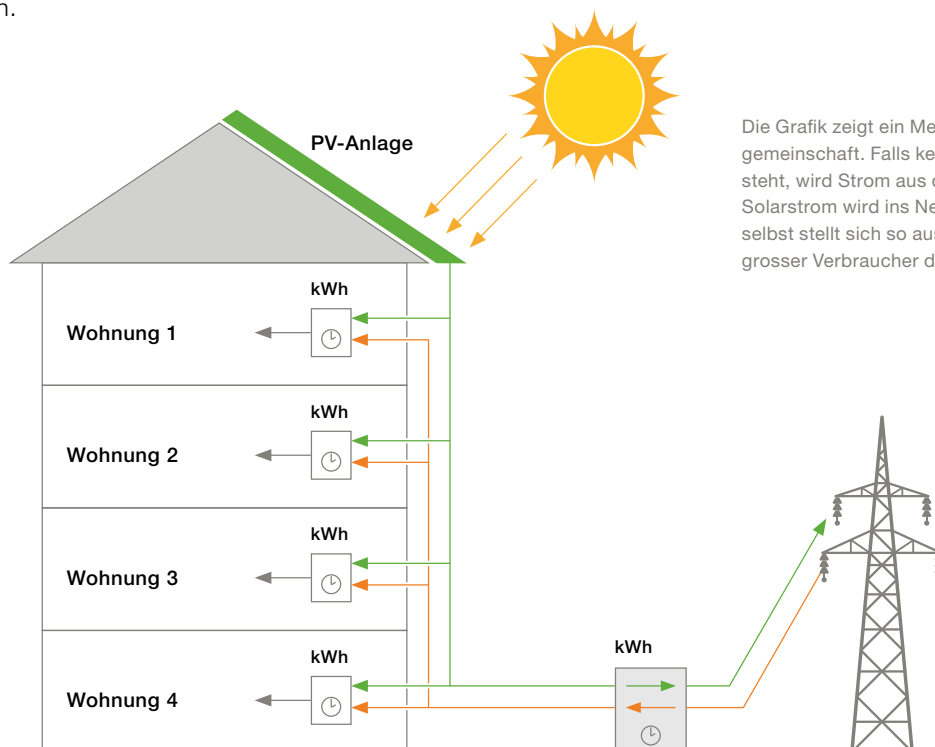 n.
PV-Anlage
Die Grafik zeigt ein Me
gemeinschaft. Falls ke
steht, wird Strom aus
Solarstrom wird ins Ne
selbst stellt sich so aus
grosser Verbraucher d
kWh
Wohnung 1
kWh
Wohnung 2
kWh
Wohnung 3
kWh
Wohnung 4
kWh